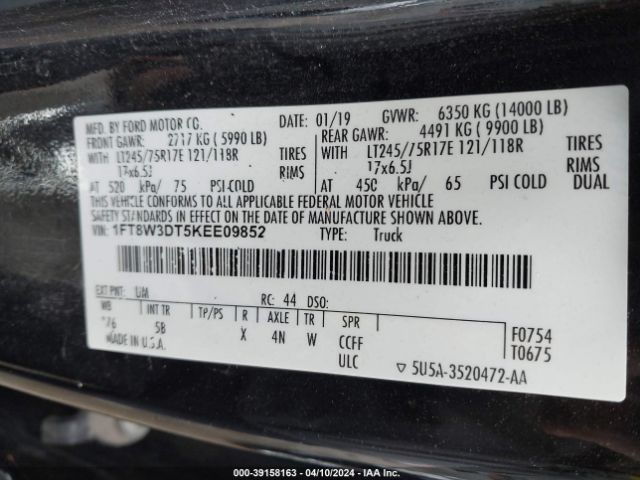 MFD. BY FORD MOTOR CO. DATE: 01/19 GVWR: 6350 KG (14000 LB)
FRONT GAWR: 2717 KG (5990 LB) REAR GAWR: 4491 KG (9900 LB)
WITH LT245/75R17E 121/118R TIRES WITH LT245/75R17E 121/118R TIRES
17x6.5J RIMS 17x6.5J RIMS
AT 520 kPa/ 75 PSI COLD AT 450 kPa/ 65 PSI COLD DUAL
THIS VEHICLE CONFORMS TO ALL APPLICABLE FEDERAL MOTOR VEHICLE
SAFETY STANDARDS IN EFFECT ON THE DATE OF MANUFACTURE SHOWN ABOVE.
VIN: 1FT8W3DT5KEE09852 TYPE: Truck
EXT PNT: UM RC: 44 DSO:
WB INT TR TP/PS R AXLE TR SPR
176 5B X 4N W CCFF
ULC
F0754
T0675
MADE IN U.S.A.
▽ 5U5A-3520472-AA
000-39158163 - 04/10/2024 - IAA Inc.